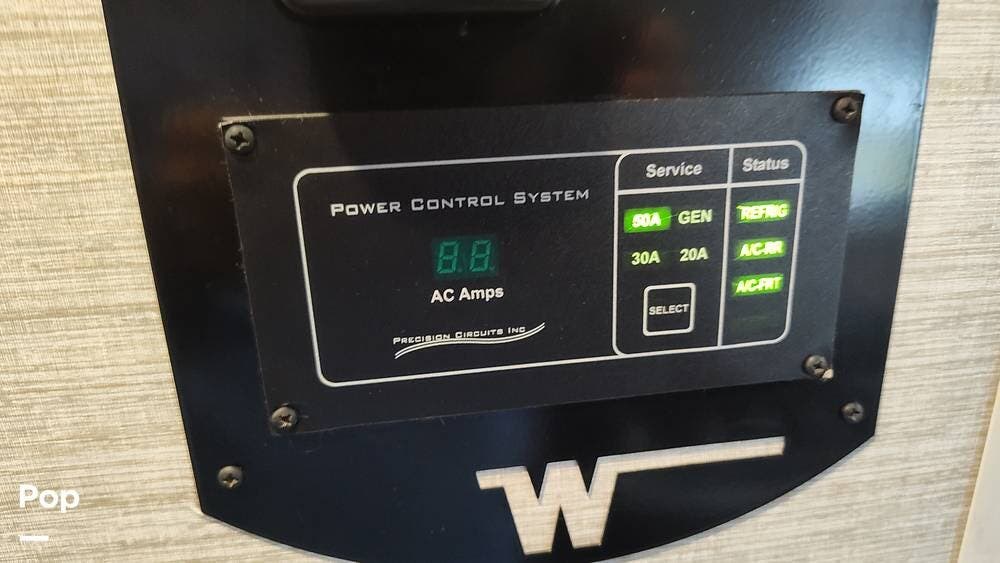 POWER CONTROL SYSTEM
8.8.
AC Amps
PRECISION CIRCUITS INC
Service
50A GEN
30A 20A
SELECT
Status
REFRIG
A/C-RR
A/C-FRT
W
Pop